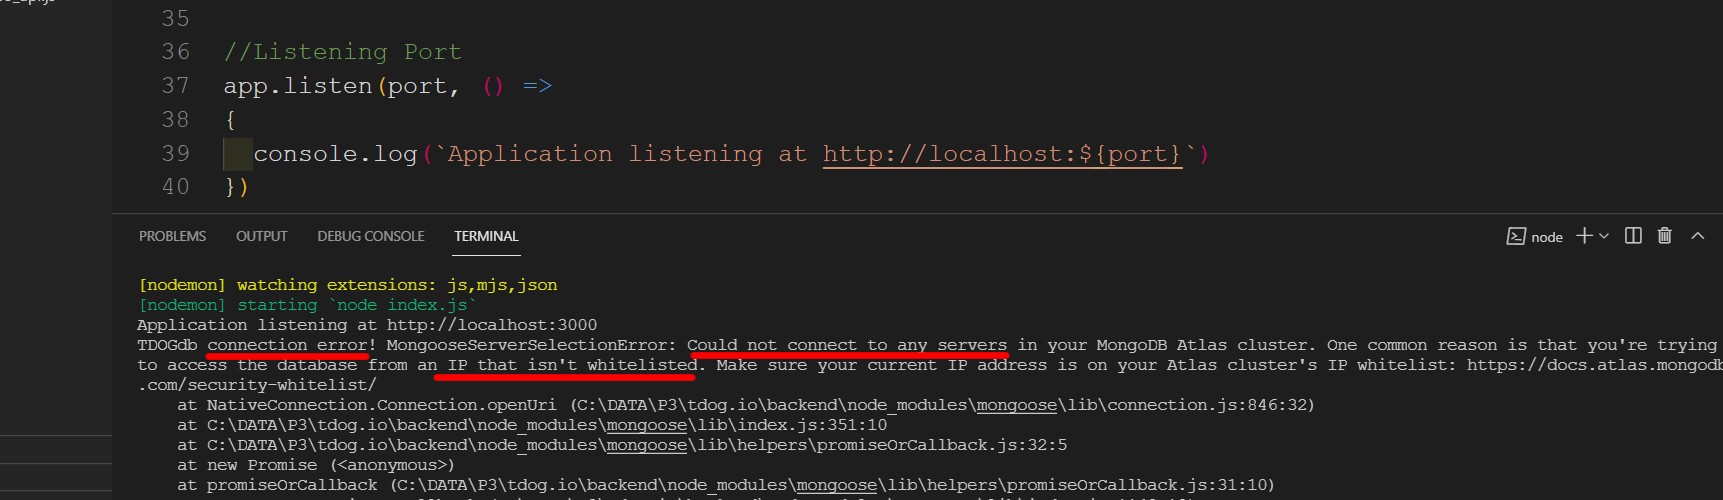 35
36 //Listening Port
37 app.listen(port, () =>
38 {
39 console.log(`Application listening at http://localhost:${port}`)
40 })
PROBLEMS OUTPUT DEBUG CONSOLE TERMINAL node
[nodemon] watching extensions: js,mjs,json
[nodemon] starting `node index.js`
Application listening at http://localhost:3000
TDOGdb connection error! MongooseServerSelectionError: Could not connect to any servers in your MongoDB Atlas cluster. One common reason is that you're trying
to access the database from an IP that isn't whitelisted. Make sure your current IP address is on your Atlas cluster's IP whitelist: https://docs.atlas.mongodb
.com/security-whitelist/
at NativeConnection.Connection.openUri (C:\DATA\P3\tdog.io\backend\node_modules\mongoose\lib\connection.js:846:32)
at C:\DATA\P3\tdog.io\backend\node_modules\mongoose\lib\index.js:351:10
at C:\DATA\P3\tdog.io\backend\node_modules\mongoose\lib\helpers\promiseOrCallback.js:32:5
at new Promise (<anonymous>)
at promiseOrCallback (C:\DATA\P3\tdog.io\backend\node_modules\mongoose\lib\helpers\promiseOrCallback.js:31:10)